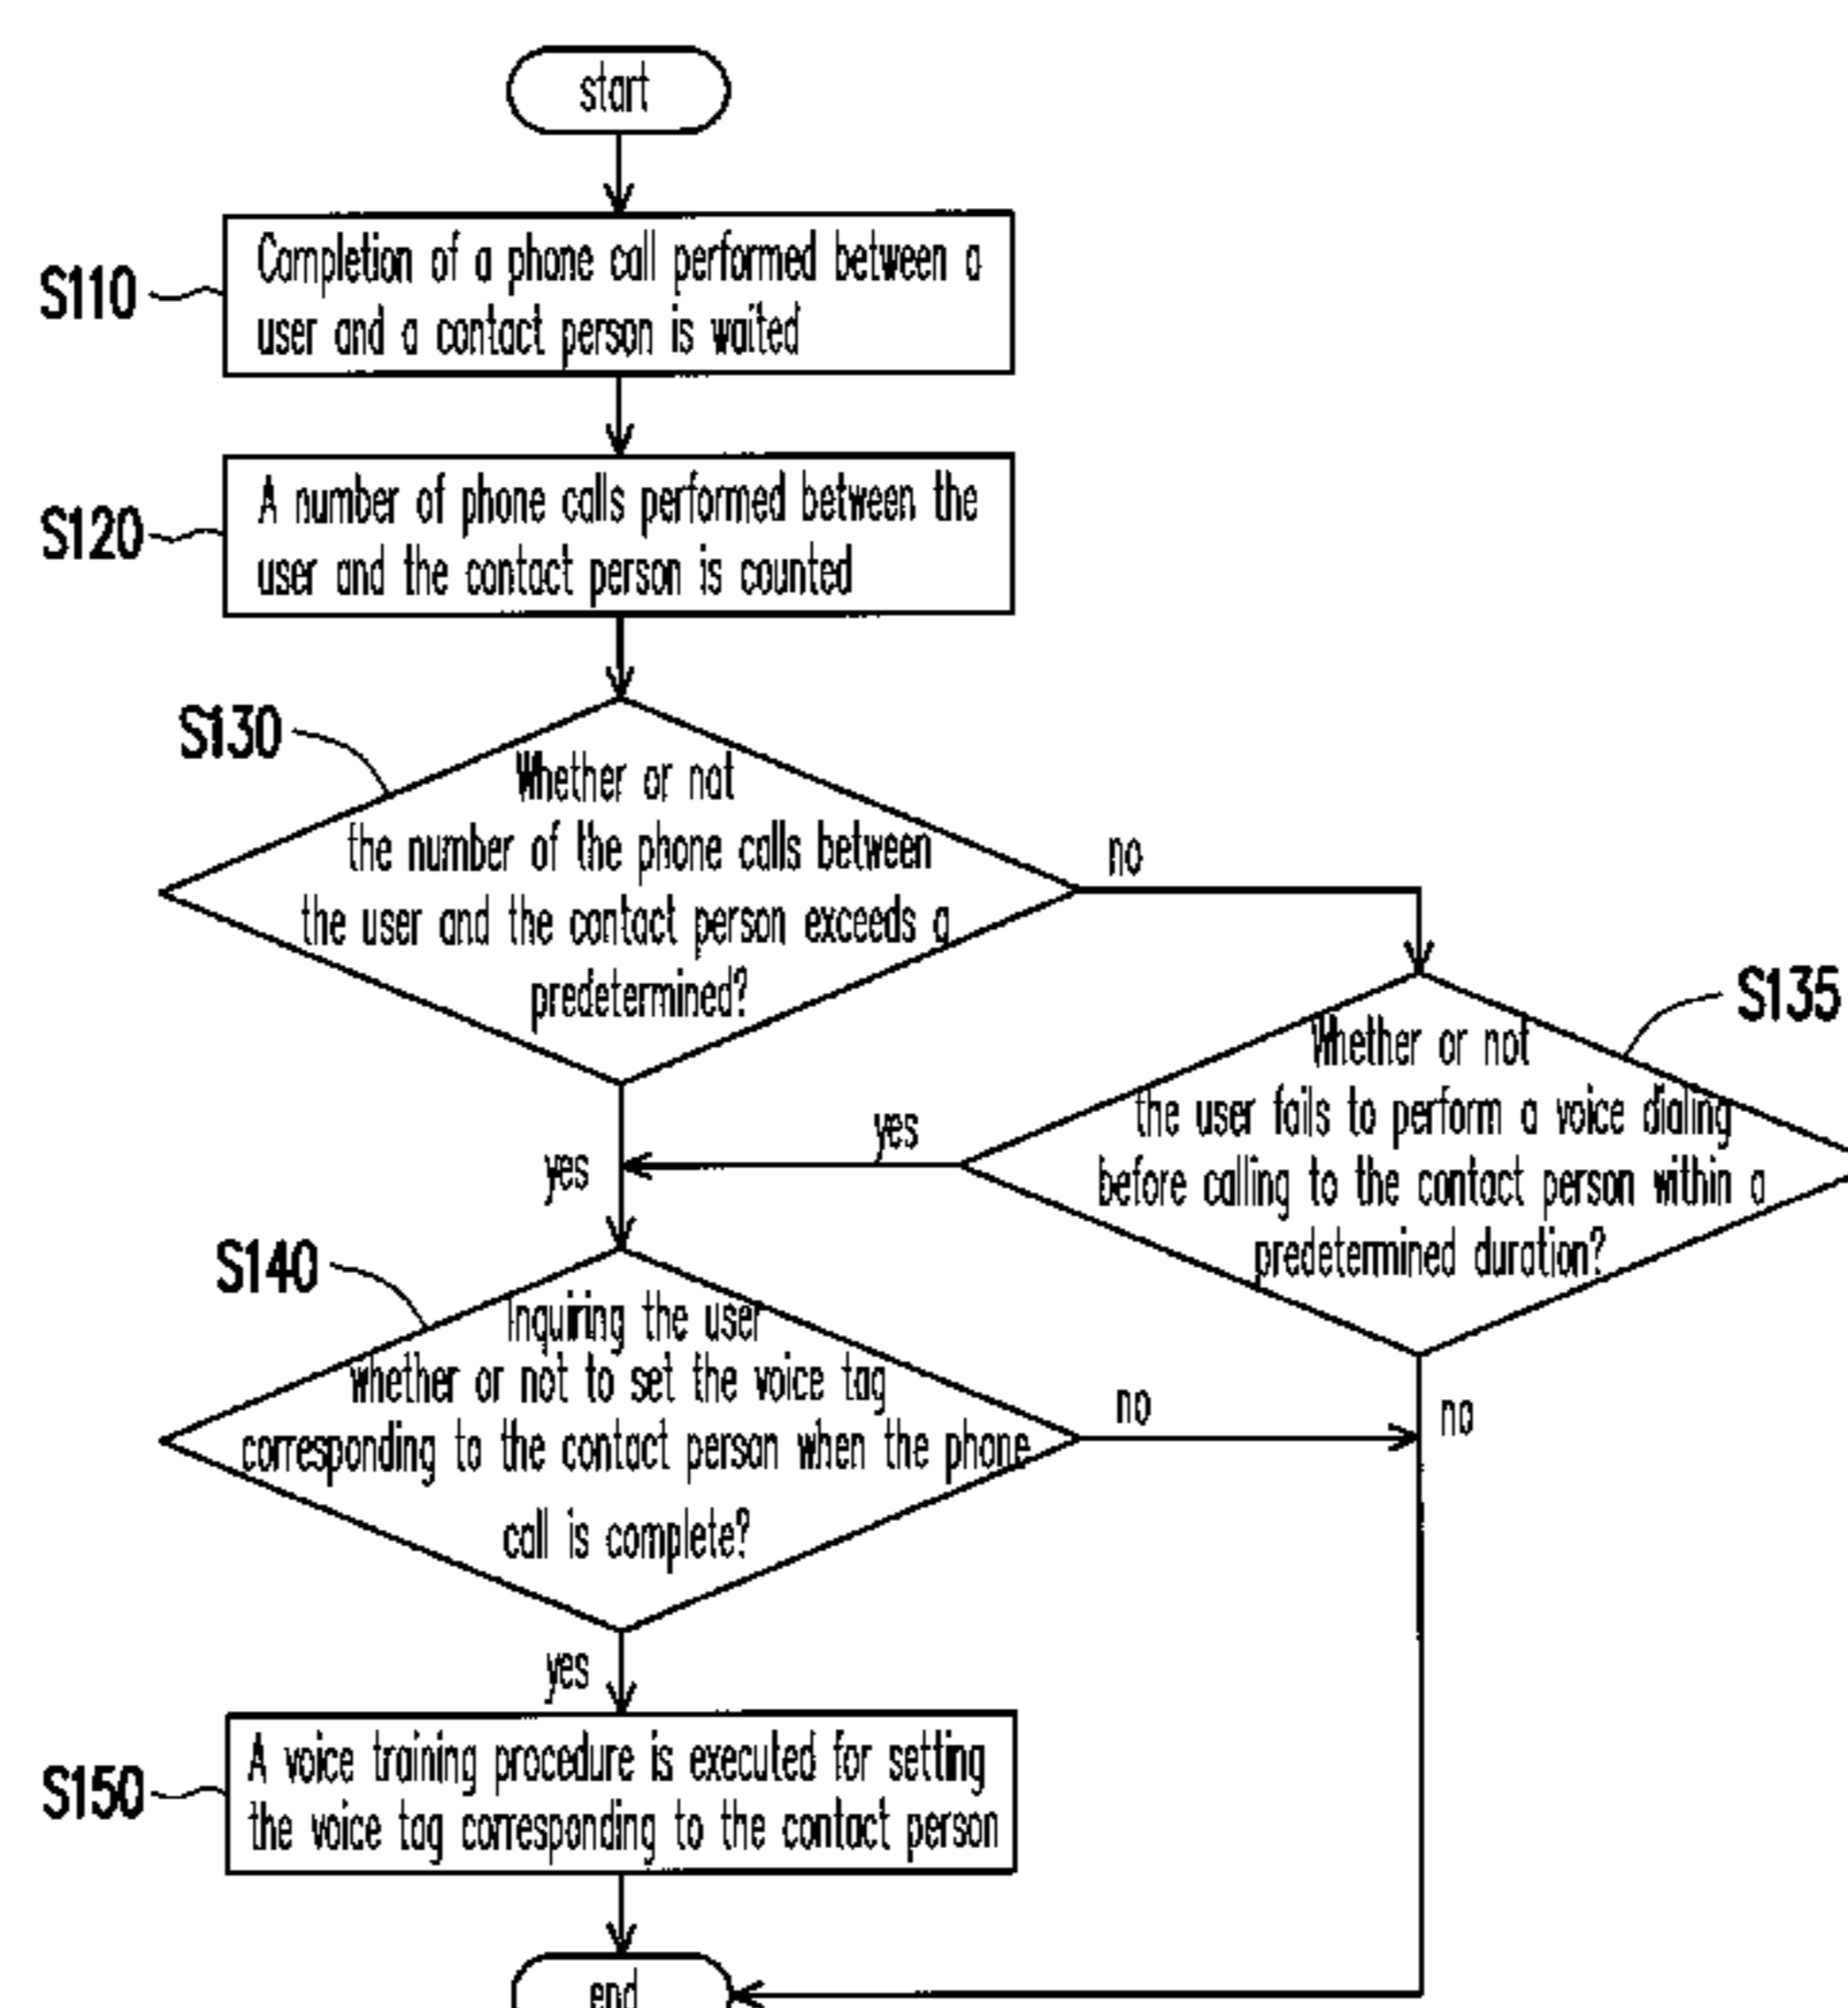 start
S110
Completion of a phone call performed between a
user and a contact person is waited
S120
A number of phone calls performed between the
user and the contact person is counted
S130
Whether or not
the number of the phone calls between
the user and the contact person exceeds a
predetermined?
no
S135
Whether or not
the user fails to perform a voice dialing
before calling to the contact person within a
predetermined duration?
yes
yes
no
S140
Inquiring the user
whether or not to set the voice tag
corresponding to the contact person when the phone
call is complete?
no
yes
S150
A voice training procedure is executed for setting
the voice tag corresponding to the contact person
end